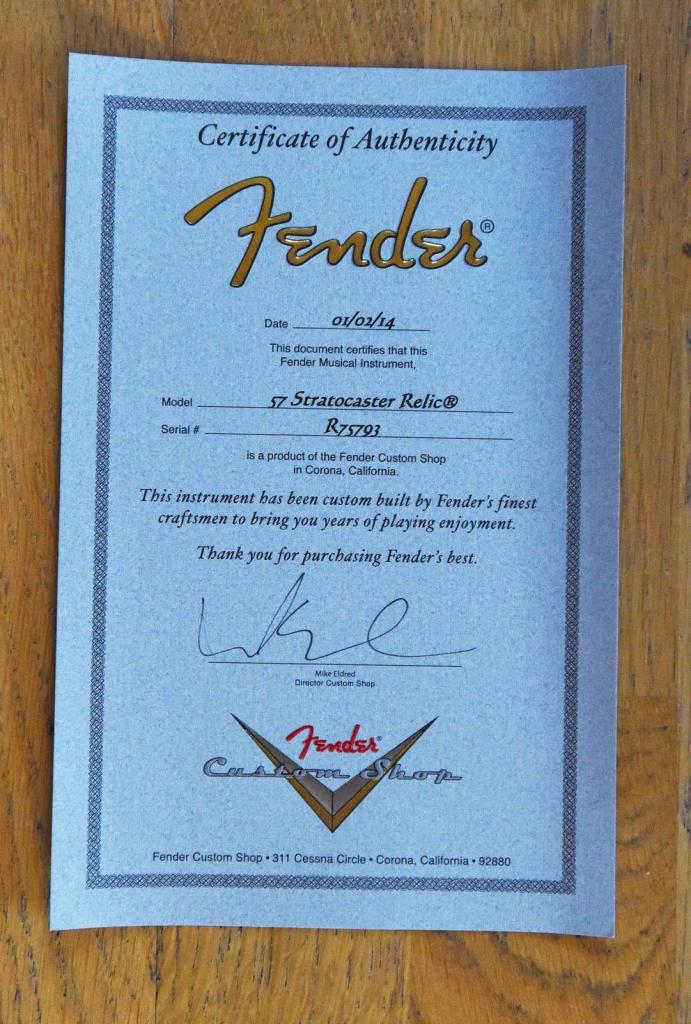 Certificate of Authenticity
Fender®
Date 01/02/14
This document certifies that this
Fender Musical Instrument,
Model 57 Stratocaster Relic®
Serial # R75793
is a product of the Fender Custom Shop
in Corona, California.
This instrument has been custom built by Fender's finest
craftsmen to bring you years of playing enjoyment.
Thank you for purchasing Fender's best.
Mike Eldred
Director Custom Shop
Fender®
Custom Shop
Fender Custom Shop • 311 Cessna Circle • Corona, California • 92880